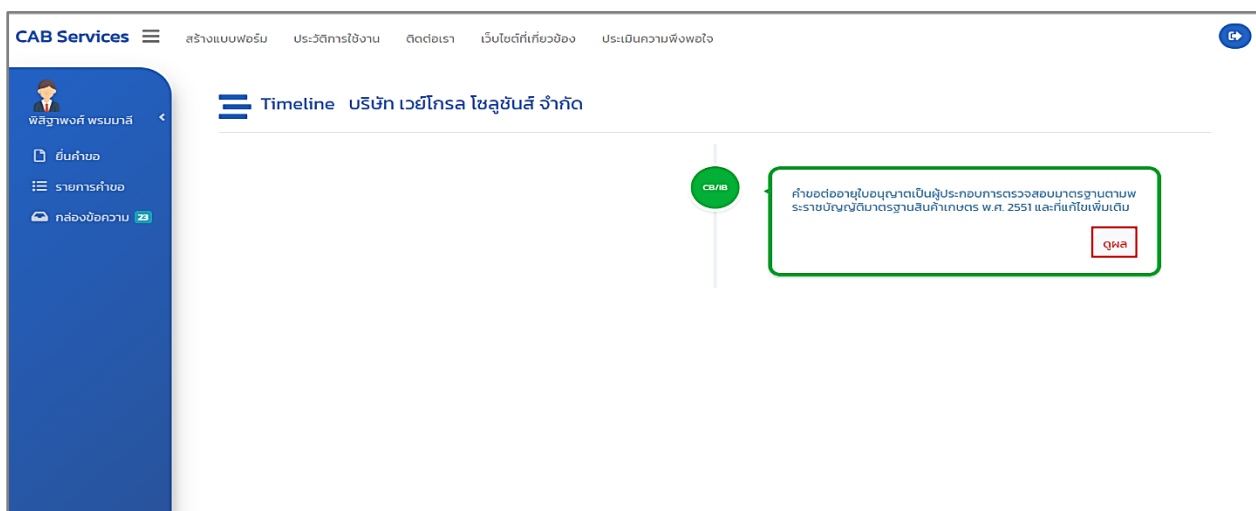 CAB Services สร้างแบบฟอร์ม ประวัติการใช้งาน ติดต่อเรา เว็บไซต์ที่เกี่ยวข้อง ประเมินความพึงพอใจ
พิสิฐาพงศ์ พรมมาลี
ยื่นคำขอ
รายการคำขอ
กล่องข้อความ 23
Timeline บริษัท เวย์โกรล โซลูชันส์ จำกัด
CB/IB
คำขอต่ออายุใบอนุญาตเป็นผู้ประกอบการตรวจสอบมาตรฐานตามพ
ระราชบัญญัติมาตรฐานสินค้าเกษตร พ.ศ. 2551 และที่แก้ไขเพิ่มเติม
ดูผล